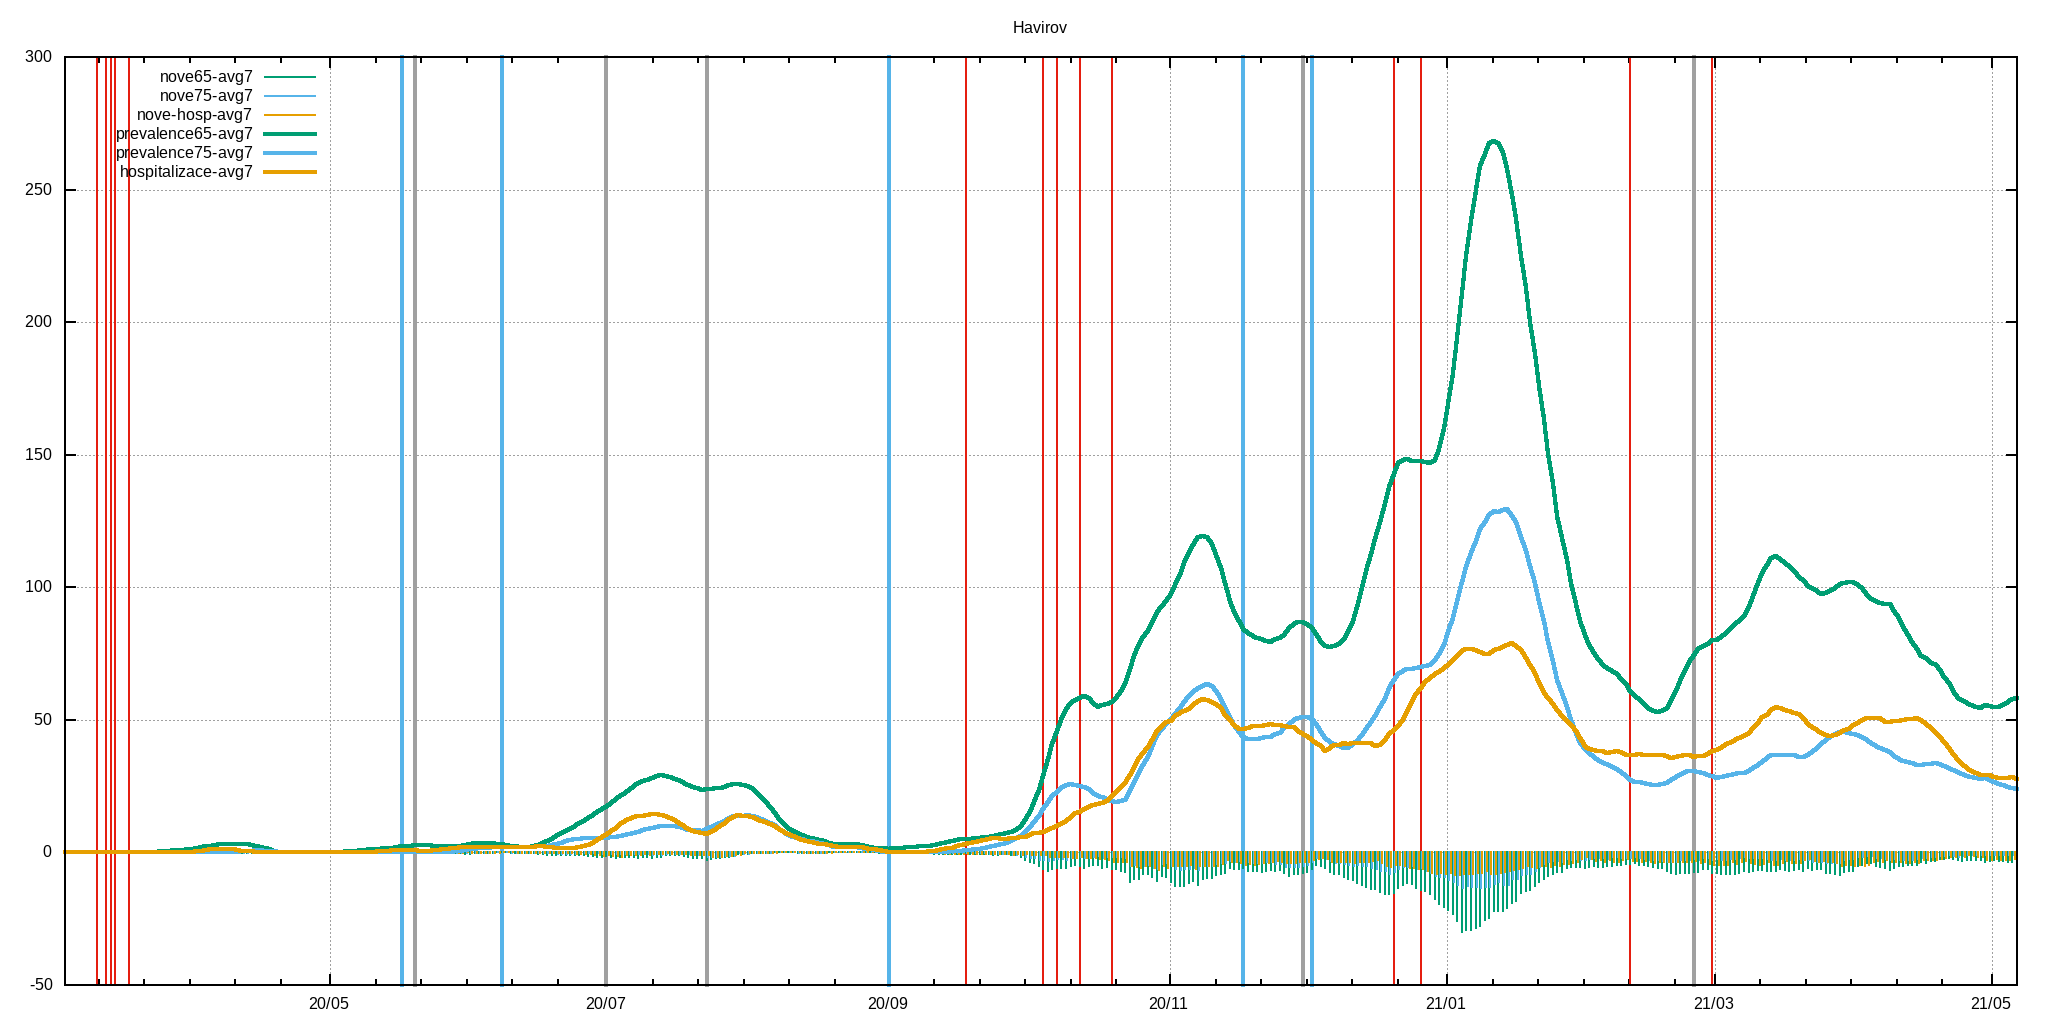 Havirov
300
250
200
150
100
50
0
-50
nove65-avg7
nove75-avg7
nove-hosp-avg7
prevalence65-avg7
prevalence75-avg7
hospitalizace-avg7
20/05 20/07 20/09 20/11 21/01 21/03 21/05